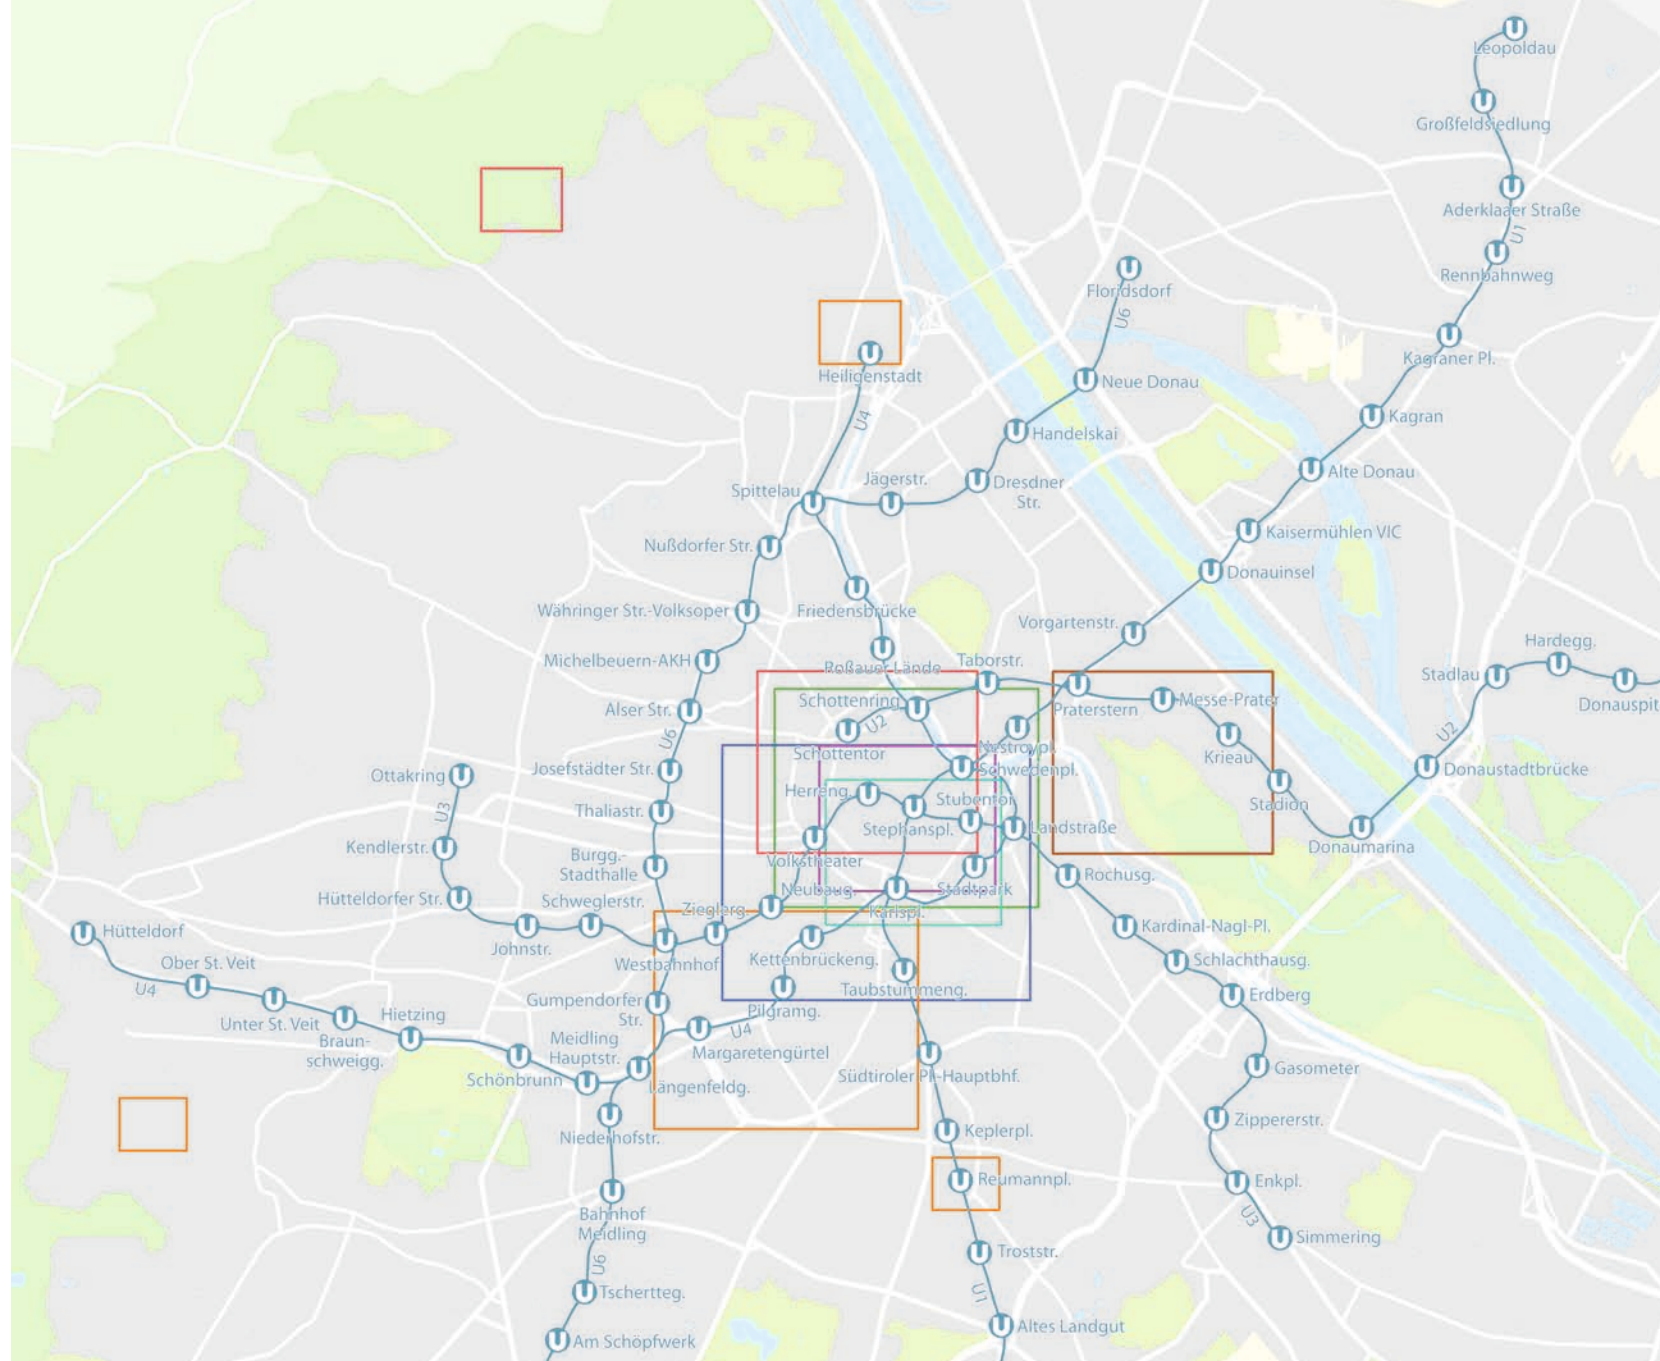 Leopoldau
Großfeldsiedlung
Aderklaaer Straße
U1
Rennbahnweg
Floridsdorf
U6
Kagraner Pl.
Heiligenstadt
Neue Donau
U4
Kagran
Handelskai
Alte Donau
Jägerstr.
Dresdner
Str.
Spittelau
Kaisermühlen VIC
Nußdorfer Str.
Donauinsel
Währinger Str.-Volksoper
Friedensbrücke
Vorgartenstr.
Hardegg.
Michelbeuern-AKH
Roßauer Lände
Taborstr.
Stadlau
Donauspit
Alser Str.
Schottenring
U2
Praterstern
Messe-Prater
U2
U6
Schottentor
Nestroypl.
Krieau
Ottakring
Josefstädter Str.
Schwedenpl.
Donaustadtbrücke
Herreng.
Stubentor
Stadion
U3
Thaliastr.
Stephanspl.
Landstraße
Kendlerstr.
Burgg.-
Stadthalle
Volkstheater
Donaumarina
Hütteldorfer Str.
Schweglerstr.
Neubaug.
Stadtpark
Rochusg.
Zieglerg.
Karlspl.
Hütteldorf
Johnstr.
Kardinal-Nagl-Pl.
Ober St. Veit
Westbahnhof
Kettenbrückeng.
Schlachthausg.
U4
Taubstummeng.
Erdberg
Unter St. Veit
Hietzing
Gumpendorfer
Str.
Pilgramg.
Braun-
schweigg.
Meidling
Hauptstr.
U4
Margaretengürtel
Schönbrunn
Längenfeldg.
Südtiroler Pl.-Hauptbhf.
Gasometer
Niederhofstr.
Keplerpl.
Zippererstr.
Reumannpl.
Enkpl.
Bahnhof
Meidling
U3
Simmering
U6
Troststr.
Tschertteg.
U1
Am Schöpfwerk
Altes Landgut